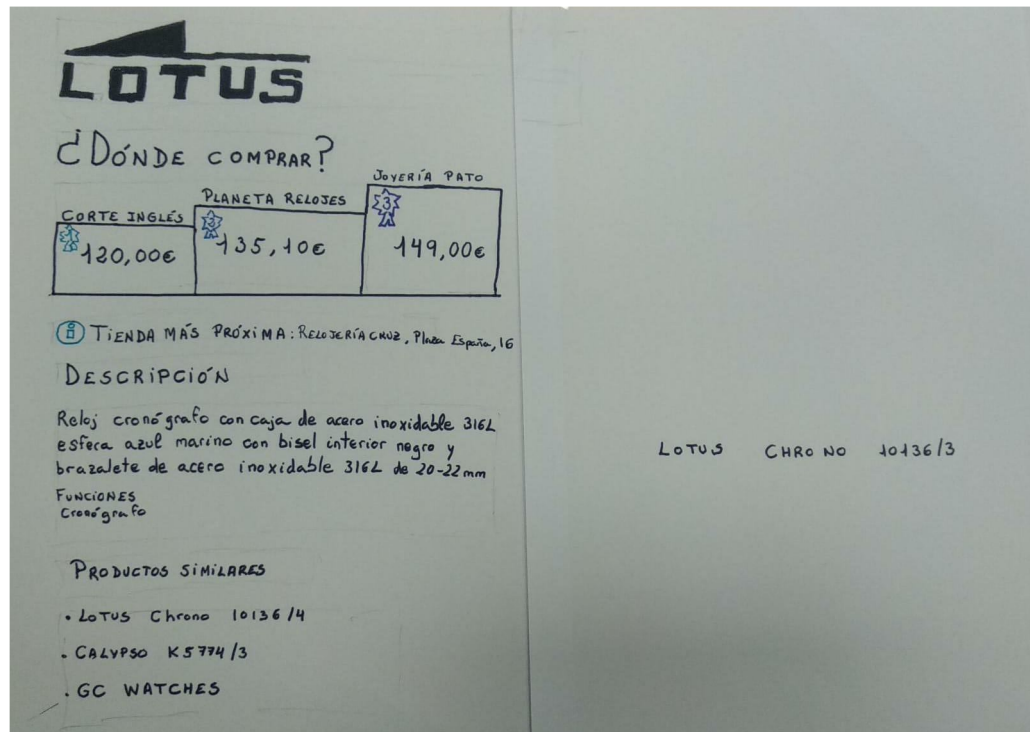 LOTUS
¿DÓNDE COMPRAR?
CORTE INGLÉS
1
120,00€
PLANETA RELOJES
3
135,10€
JOYERÍA PATO
3
149,00€
i TIENDA MÁS PRÓXIMA: RELOJERÍA CRUZ, Plaza España, 16
DESCRIPCIÓN
Reloj cronógrafo con caja de acero inoxidable 316L
esfera azul marino con bisel interior negro y
brazalete de acero inoxidable 316L de 20-22mm
FUNCIONES
Cronógrafo
PRODUCTOS SIMILARES
• LOTUS Chrono 10136/4
• CALYPSO K5774/3
• GC WATCHES
LOTUS CHRONO 10136/3